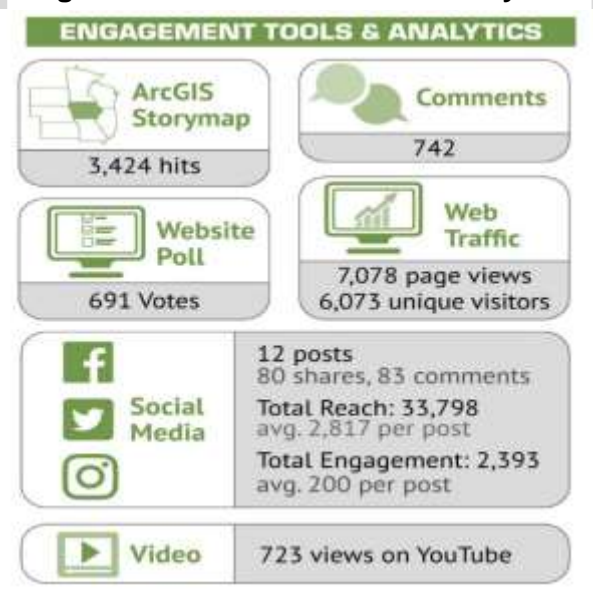 ENGAGEMENT TOOLS & ANALYTICS
ArcGIS
Storymap
3,424 hits
Comments
742
Website
Poll
691 Votes
Web
Traffic
7,078 page views
6,073 unique visitors
Social
Media
12 posts
80 shares, 83 comments
Total Reach: 33,798
avg. 2,817 per post
Total Engagement: 2,393
avg. 200 per post
Video
723 views on YouTube